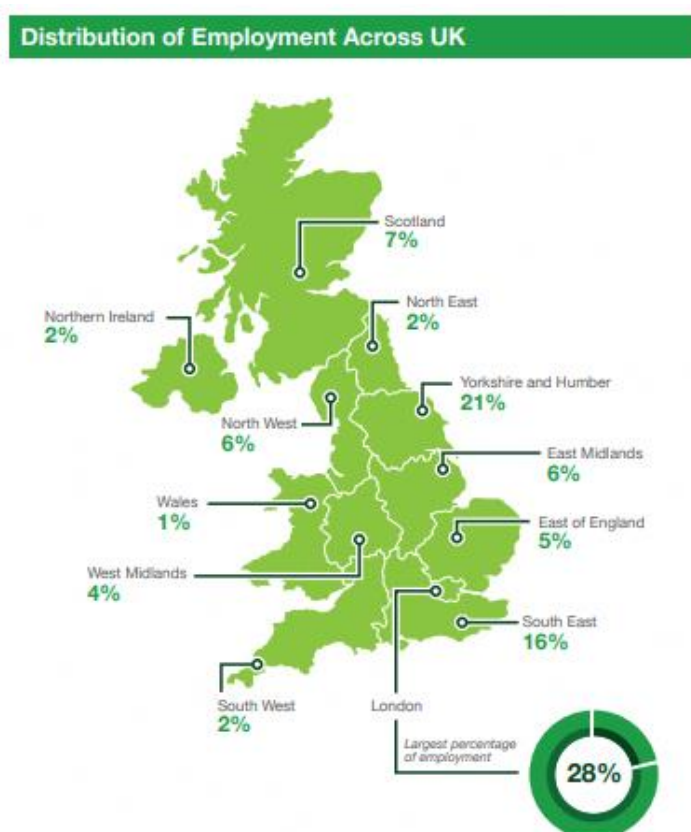 Distribution of Employment Across UK
Scotland
7%
North East
2%
Northern Ireland
2%
Yorkshire and Humber
21%
North West
6%
East Midlands
6%
Wales
1%
East of England
5%
West Midlands
4%
South East
16%
South West
2%
London
Largest percentage
of employment
28%